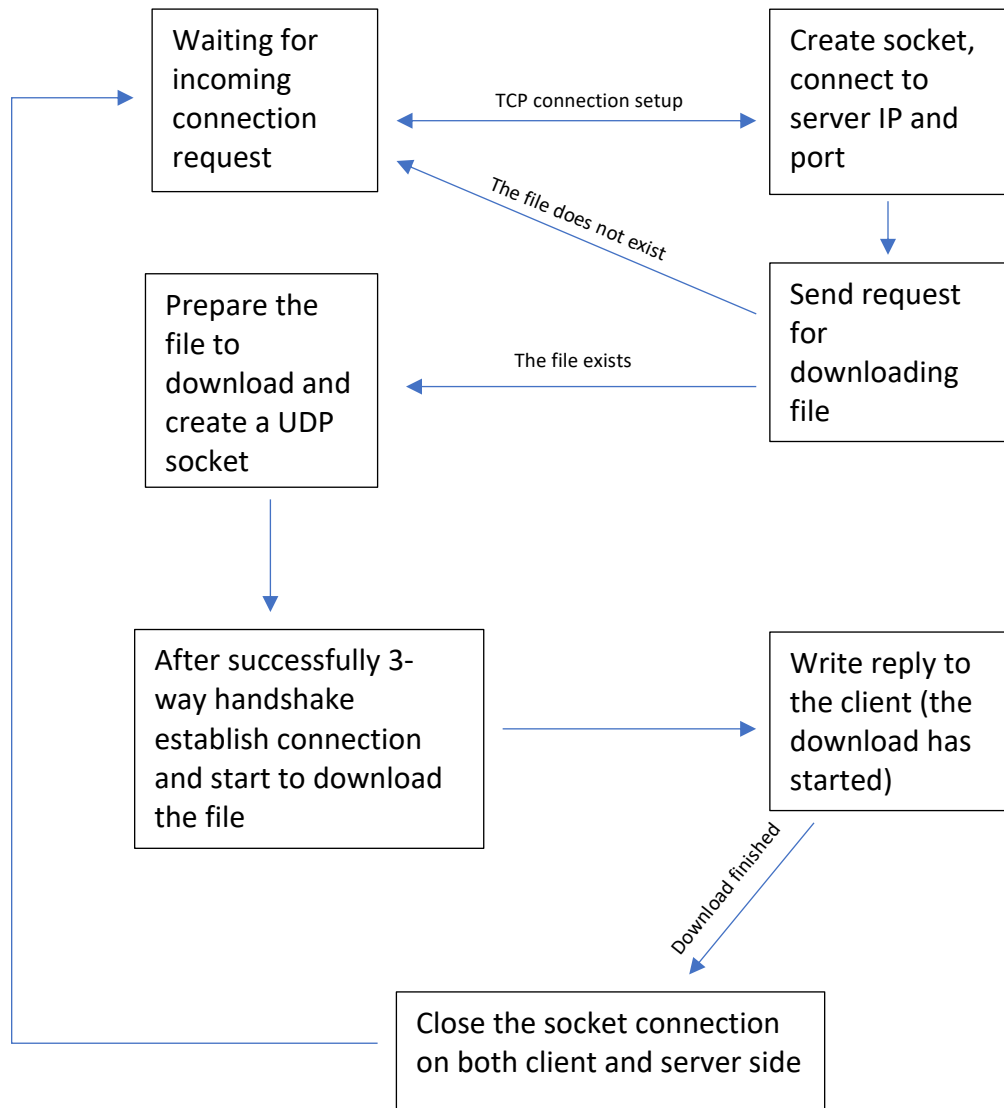 Waiting for
incoming
connection
request
TCP connection setup
Create socket,
connect to
server IP and
port
The file does not exist
Send request
for
downloading
file
The file exists
Prepare the
file to
download and
create a UDP
socket
After successfully 3-
way handshake
establish connection
and start to download
the file
Write reply to
the client (the
download has
started)
Download finished
Close the socket connection
on both client and server side